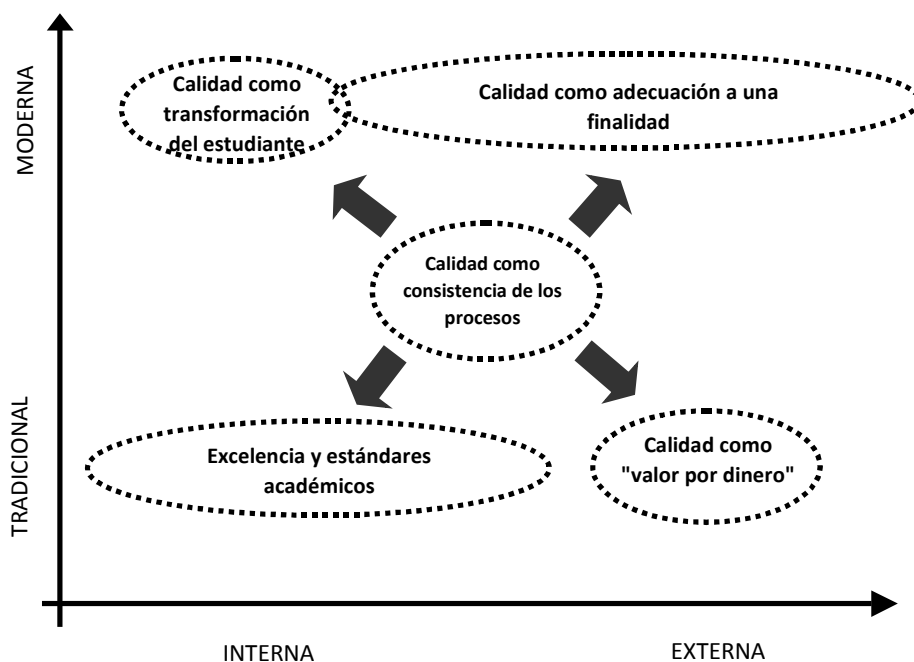 MODERNA
Calidad como
transformación
del estudiante
Calidad como adecuación a una
finalidad
Calidad como
consistencia de los
procesos
TRADICIONAL
Excelencia y estándares
académicos
Calidad como
"valor por dinero"
INTERNA
EXTERNA